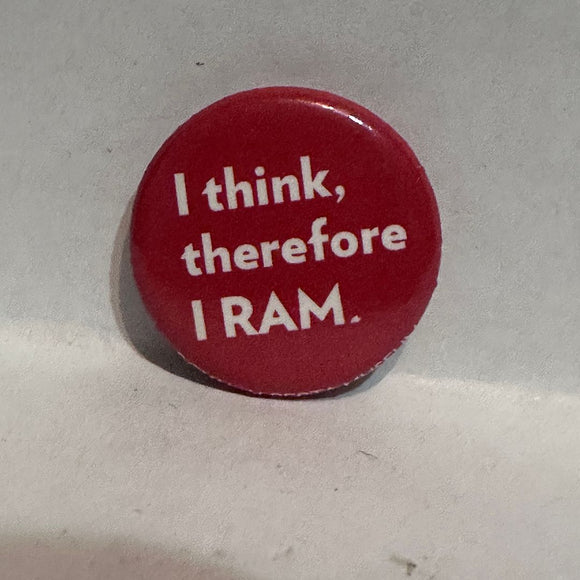 I think,
therefore
I RAM.